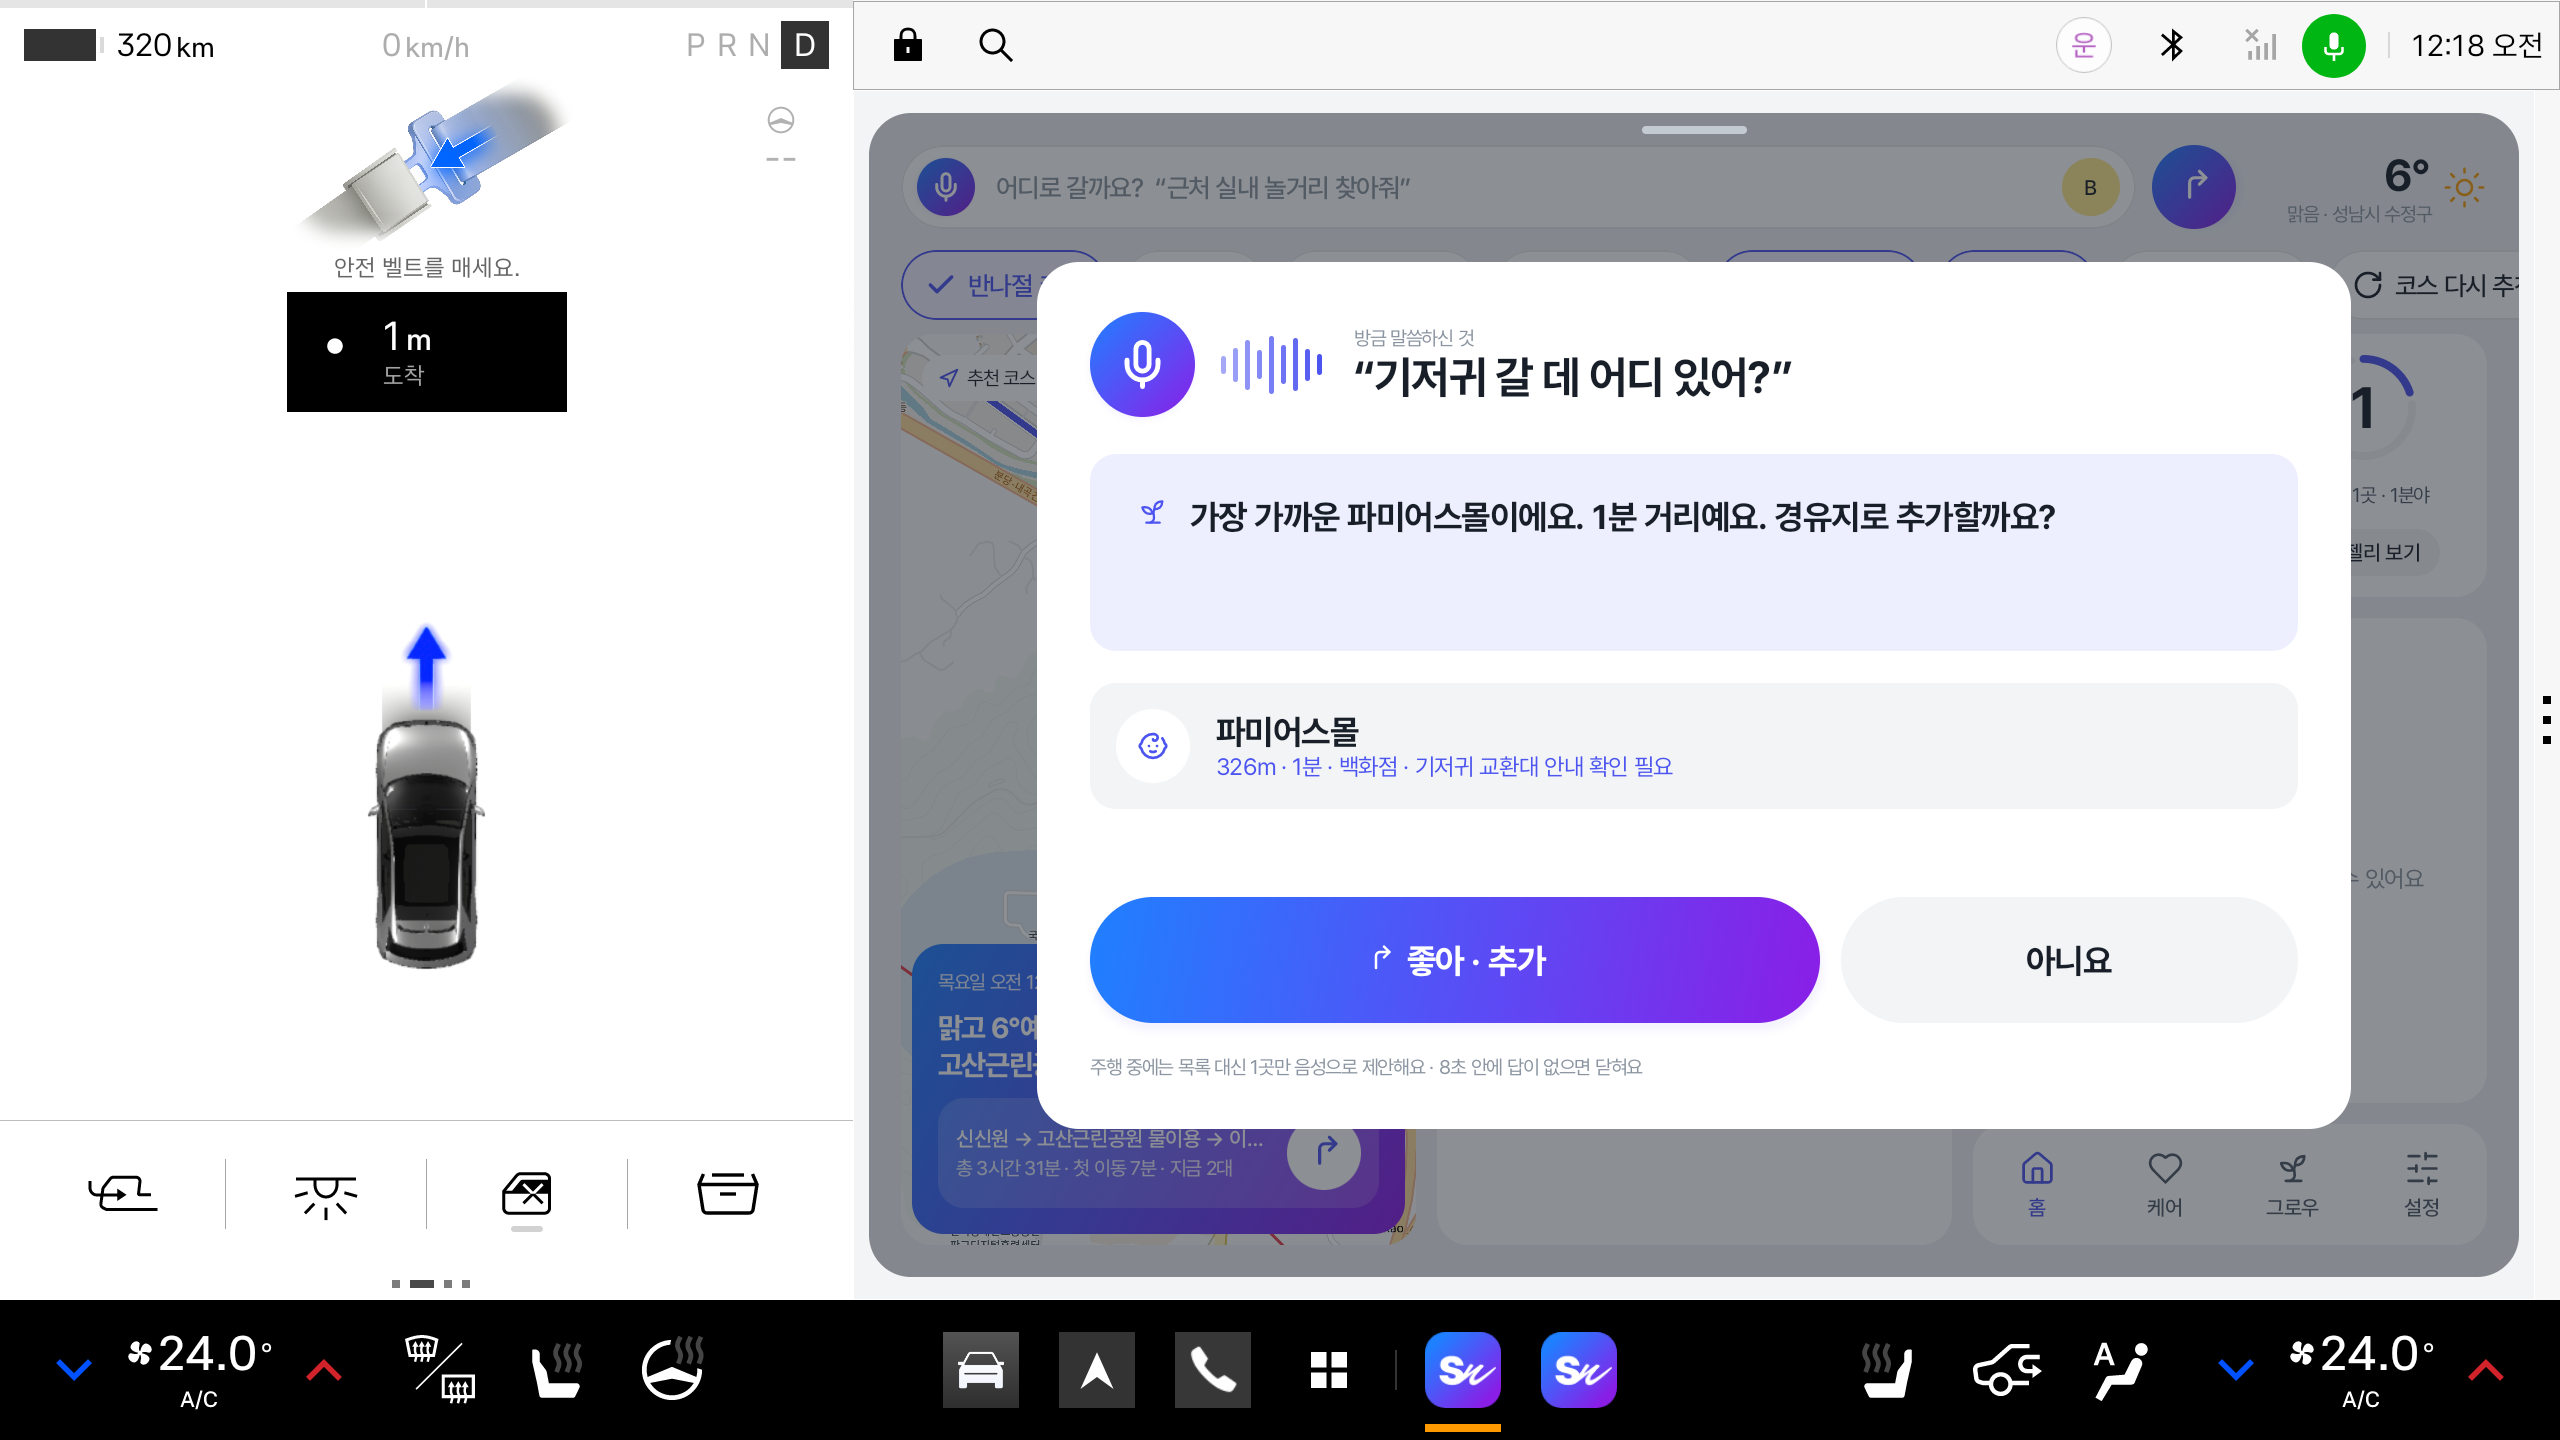 320 km
0 km/h
P R N D
안전 벨트를 매세요.
1 m
도착
운
12:18 오전
어디로 갈까요? “근처 실내 놀거리 찾아줘”
B
6°
맑음 · 성남시 수정구
반나절
코스 다시
추천 코스
방금 말씀하신 것
“기저귀 갈 데 어디 있어?”
1
1곳 · 1분야
보기
가장 가까운 파미어스몰이에요. 1분 거리예요. 경유지로 추가할까요?
파미어스몰
326m · 1분 · 백화점 · 기저귀 교환대 안내 확인 필요
있어요
좋아 · 추가
아니요
주행 중에는 목록 대신 1곳만 음성으로 제안해요 · 8초 안에 답이 없으면 닫혀요
목요일 오전
맑고 6°예
고산근린
신신원 → 고산근린공원 물이용 → 이...
총 3시간 31분 · 첫 이동 7분 · 지금 2대
홈
케어
그로우
설정
24.0°
A/C
Sw
Sw
A
24.0°
A/C